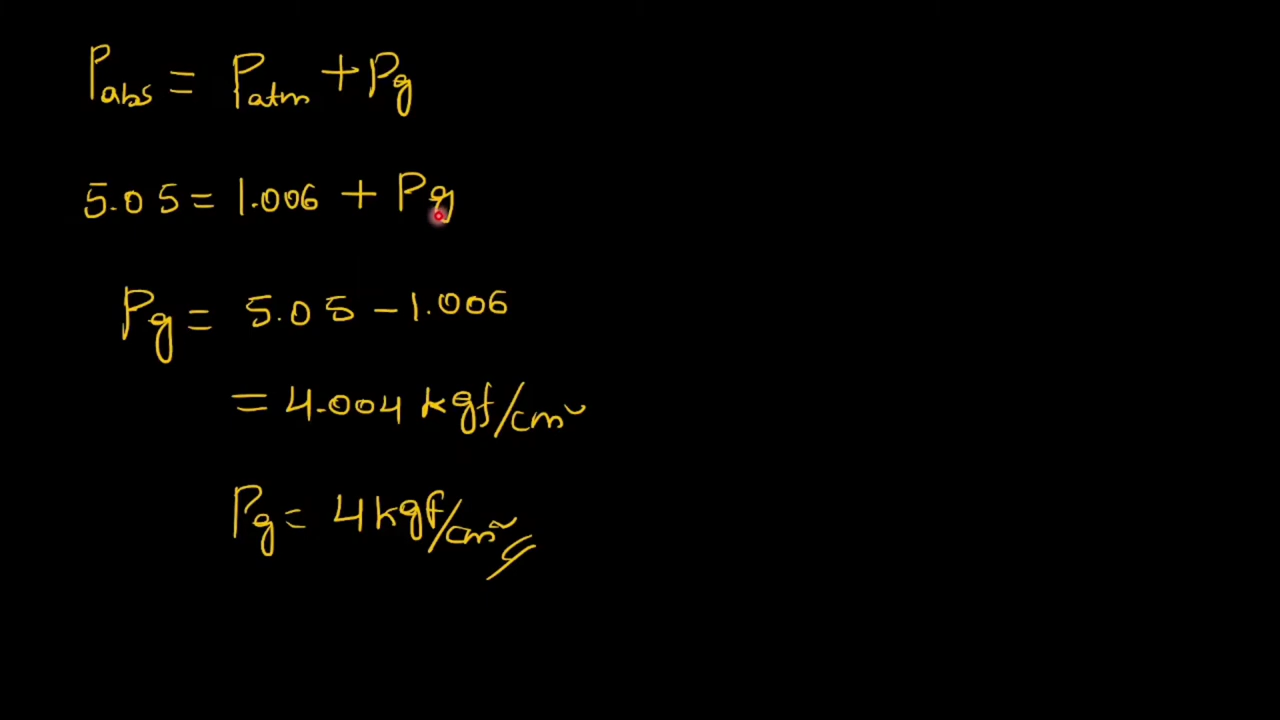 Pabs = Patm + Pg
5.05 = 1.006 + Pg
Pg = 5.05 - 1.006
= 4.004 kgf/cm²
Pg = 4 kgf/cm²